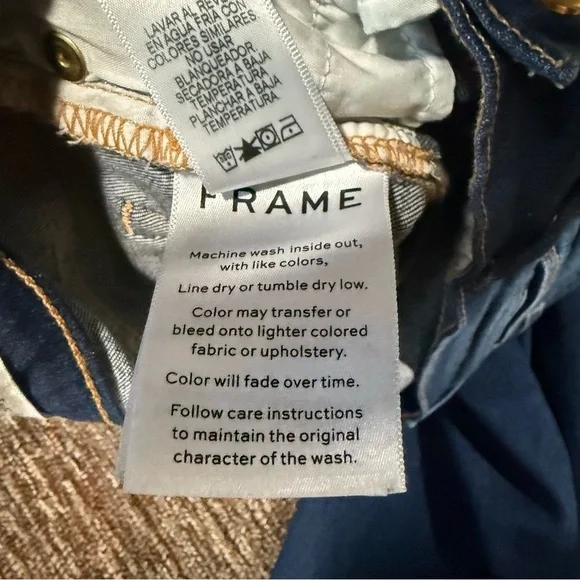 LAVAR AL REVES
EN AGUA FRIA CON
COLORES SIMILARES
NO USAR
BLANQUEADOR
SECADORA A BAJA
TEMPERATURA
PLANCHAR A BAJA
TEMPERATURA
FRAME
Machine wash inside out,
with like colors,
Line dry or tumble dry low.
Color may transfer or
bleed onto lighter colored
fabric or upholstery.
Color will fade over time.
Follow care instructions
to maintain the original
character of the wash.